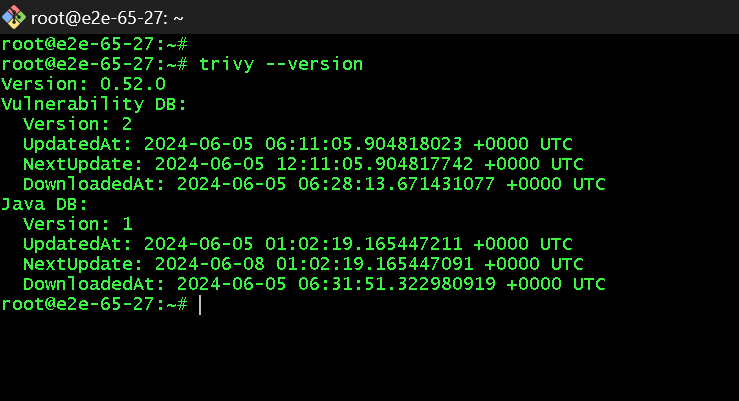 root@e2e-65-27: ~
root@e2e-65-27:~#
root@e2e-65-27:~# trivy --version
Version: 0.52.0
Vulnerability DB:
  Version: 2
  UpdatedAt: 2024-06-05 06:11:05.904818023 +0000 UTC
  NextUpdate: 2024-06-05 12:11:05.904817742 +0000 UTC
  DownloadedAt: 2024-06-05 06:28:13.671431077 +0000 UTC
Java DB:
  Version: 1
  UpdatedAt: 2024-06-05 01:02:19.165447211 +0000 UTC
  NextUpdate: 2024-06-08 01:02:19.165447091 +0000 UTC
  DownloadedAt: 2024-06-05 06:31:51.322980919 +0000 UTC
root@e2e-65-27:~#